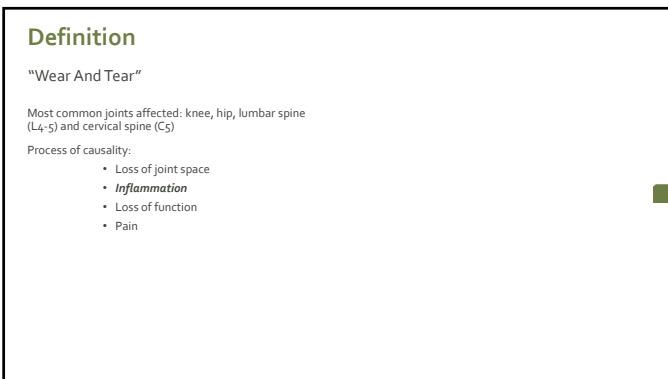 Definition
“Wear And Tear”
Most common joints affected: knee, hip, lumbar spine
(L4-5) and cervical spine (C5)
Process of causality:
• Loss of joint space
• Inflammation
• Loss of function
• Pain